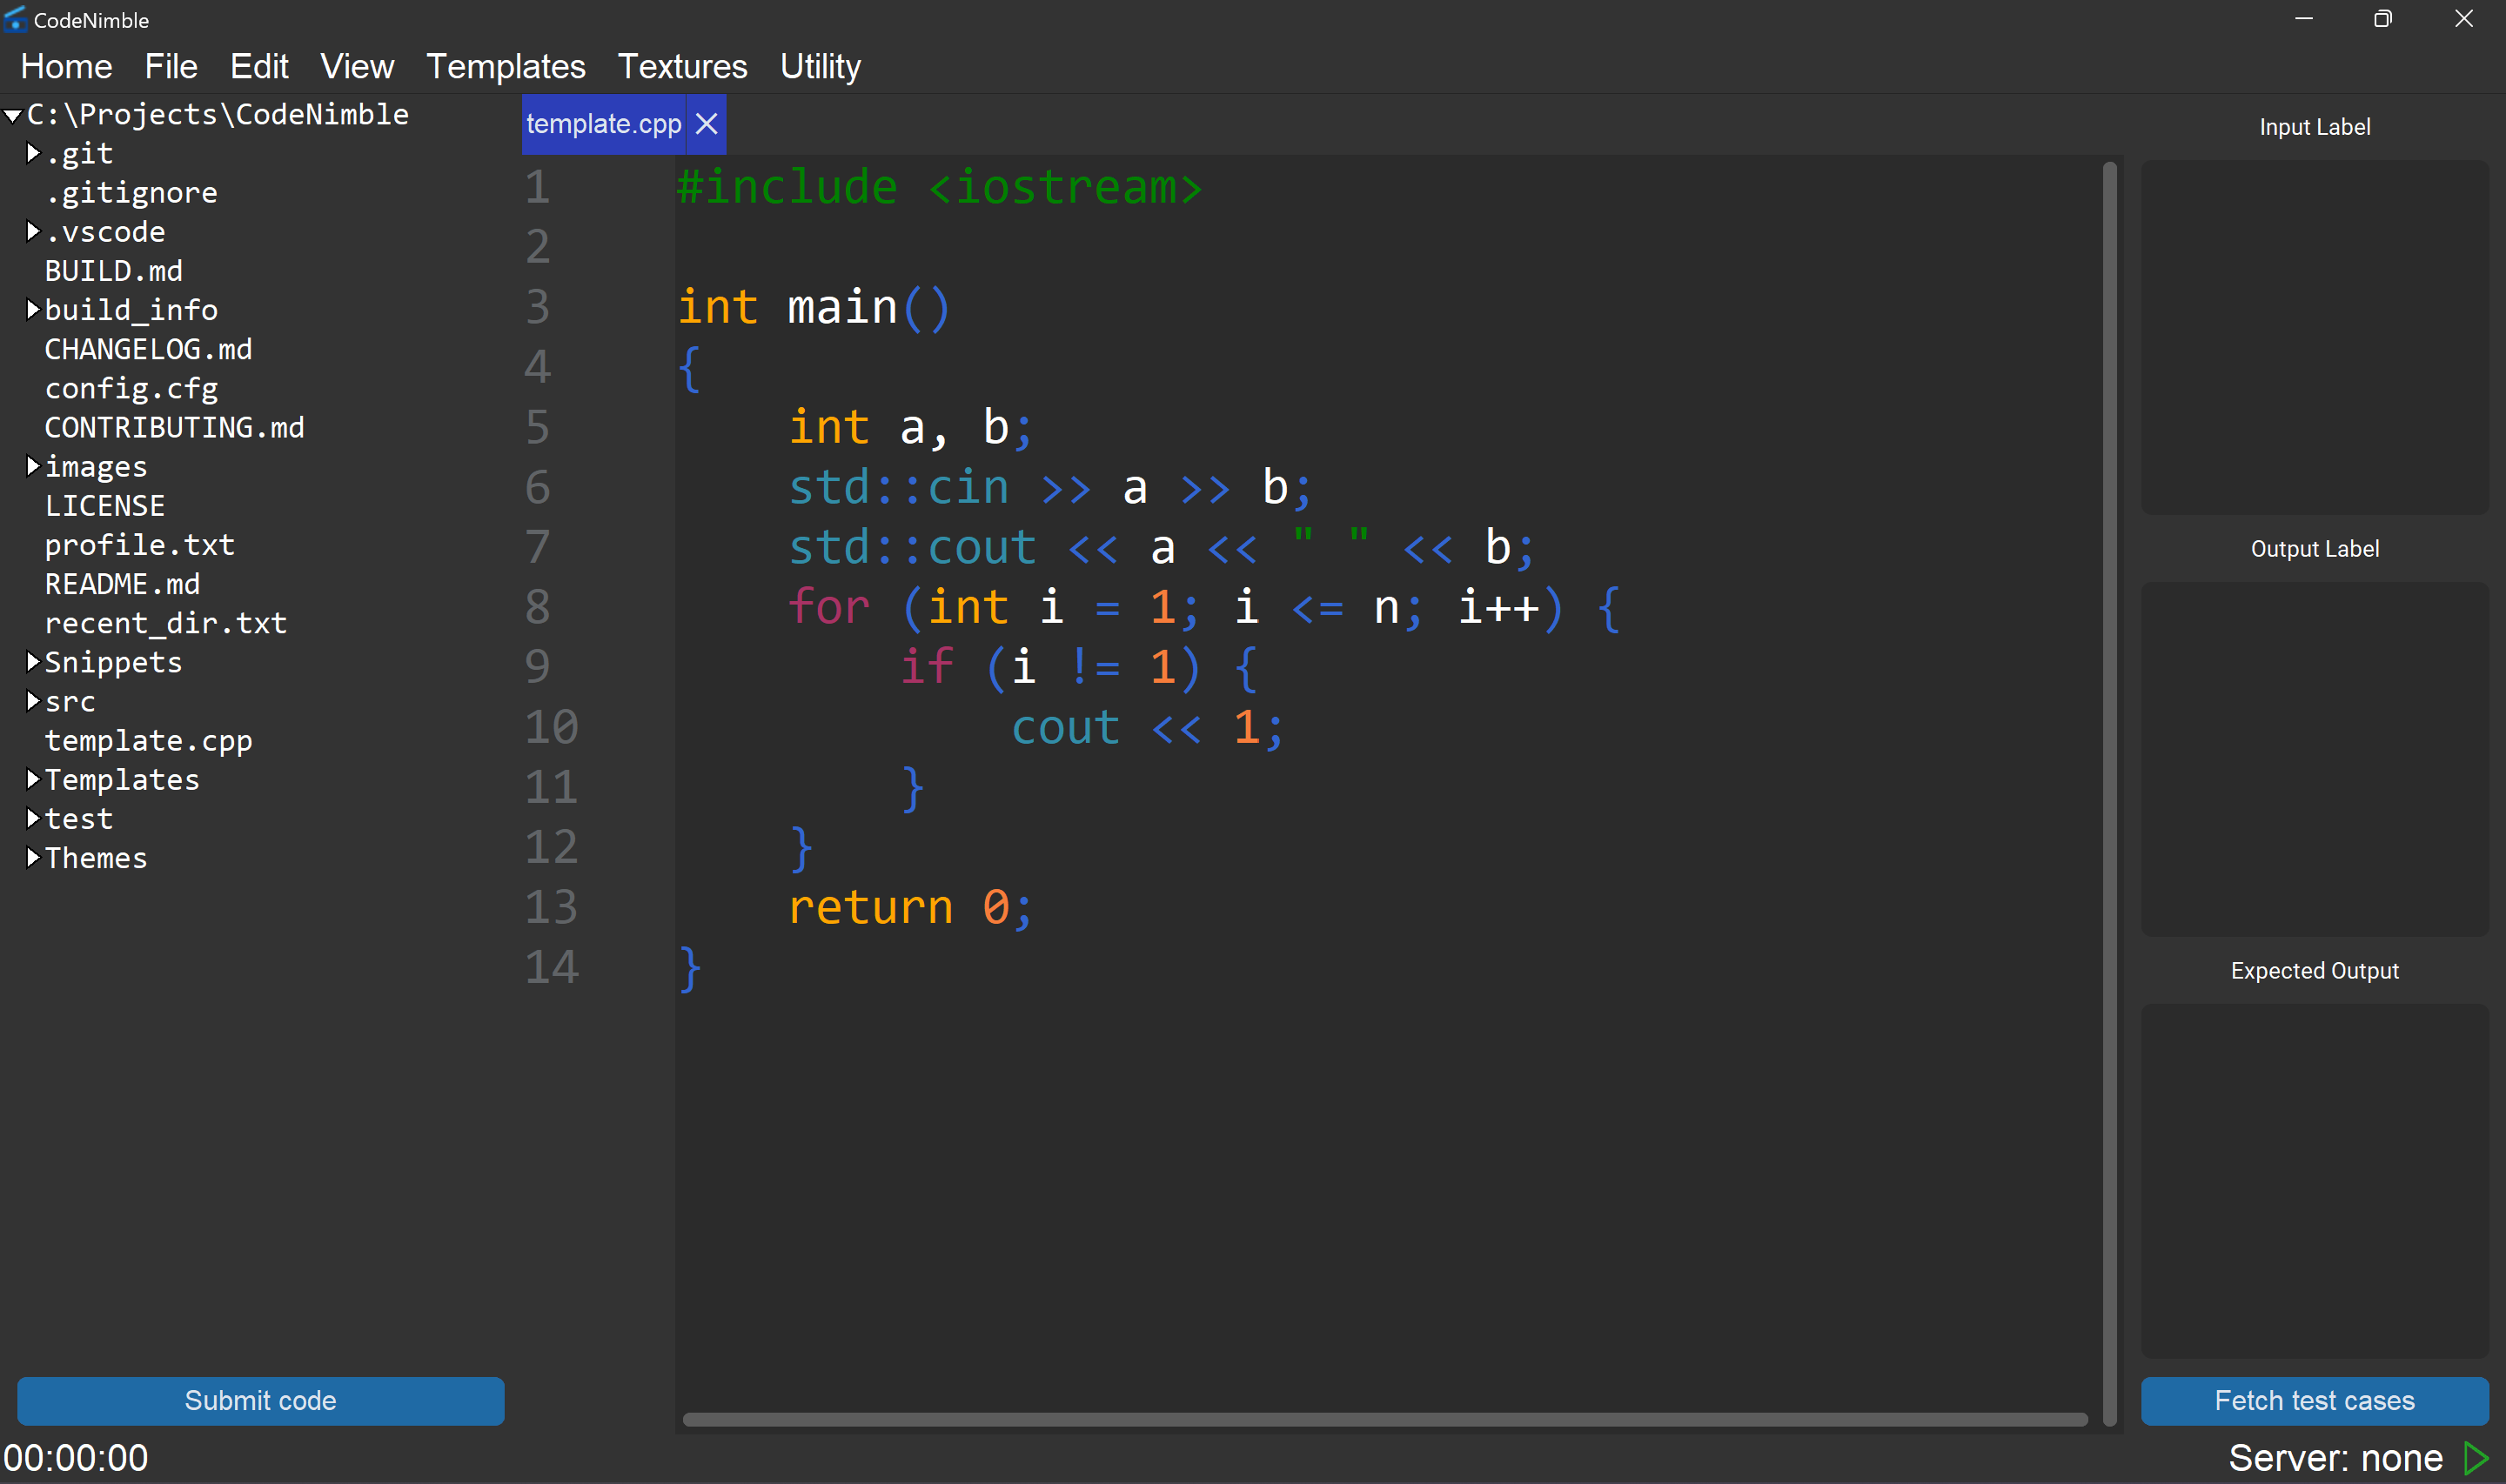 CodeNimble
Home File Edit View Templates Textures Utility
C:\Projects\CodeNimble
.git
.gitignore
.vscode
BUILD.md
build_info
CHANGELOG.md
config.cfg
CONTRIBUTING.md
images
LICENSE
profile.txt
README.md
recent_dir.txt
Snippets
src
template.cpp
Templates
test
Themes
Submit code
00:00:00
template.cpp
1 #include <iostream>
2
3 int main()
4 {
5     int a, b;
6     std::cin >> a >> b;
7     std::cout << a << " " << b;
8     for (int i = 1; i <= n; i++) {
9         if (i != 1) {
10             cout << 1;
11         }
12     }
13     return 0;
14 }
Input Label
Output Label
Expected Output
Fetch test cases
Server: none